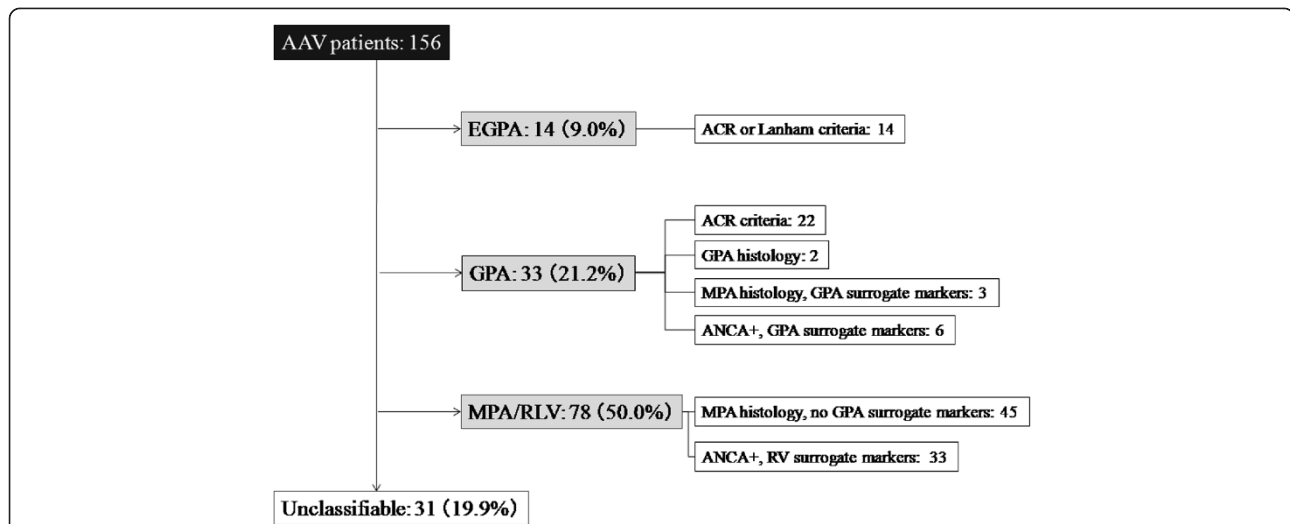 AAV patients: 156
EGPA: 14 (9.0%)
ACR or Lanham criteria: 14
GPA: 33 (21.2%)
ACR criteria: 22
GPA histology: 2
MPA histology, GPA surrogate markers: 3
ANCA+, GPA surrogate markers: 6
MPA/RLV: 78 (50.0%)
MPA histology, no GPA surrogate markers: 45
ANCA+, RV surrogate markers: 33
Unclassifiable: 31 (19.9%)